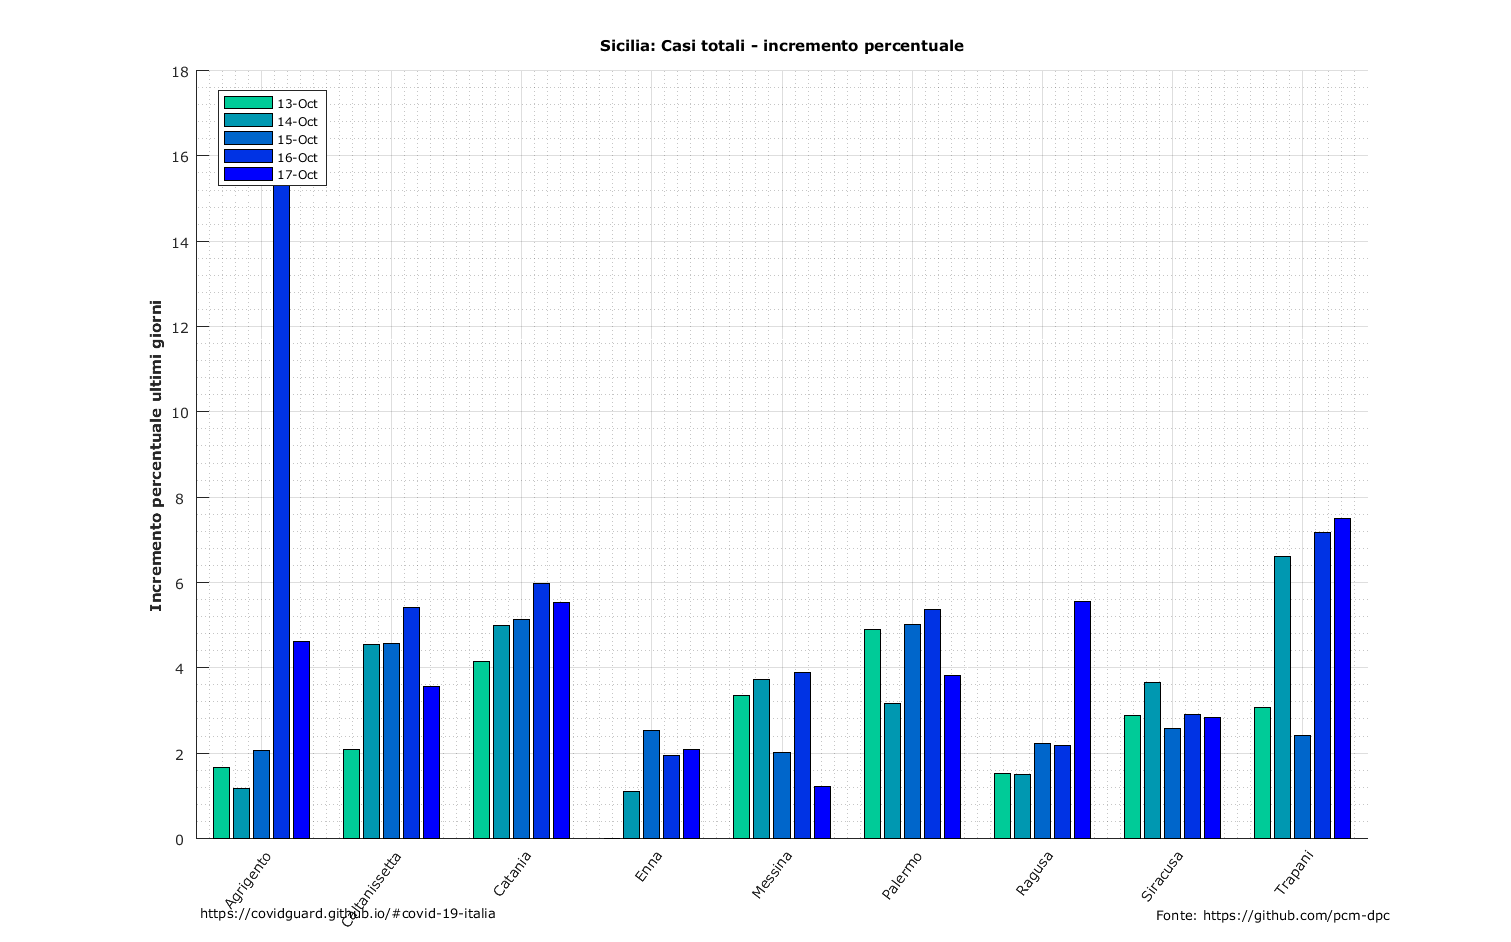 Sicilia: Casi totali - incremento percentuale
Incremento percentuale ultimi giorni
18
16
14
12
10
8
6
4
2
0
13-Oct
14-Oct
15-Oct
16-Oct
17-Oct
Agrigento
Caltanissetta
Catania
Enna
Messina
Palermo
Ragusa
Siracusa
Trapani
https://covidguard.github.io/#covid-19-italia
Fonte: https://github.com/pcm-dpc